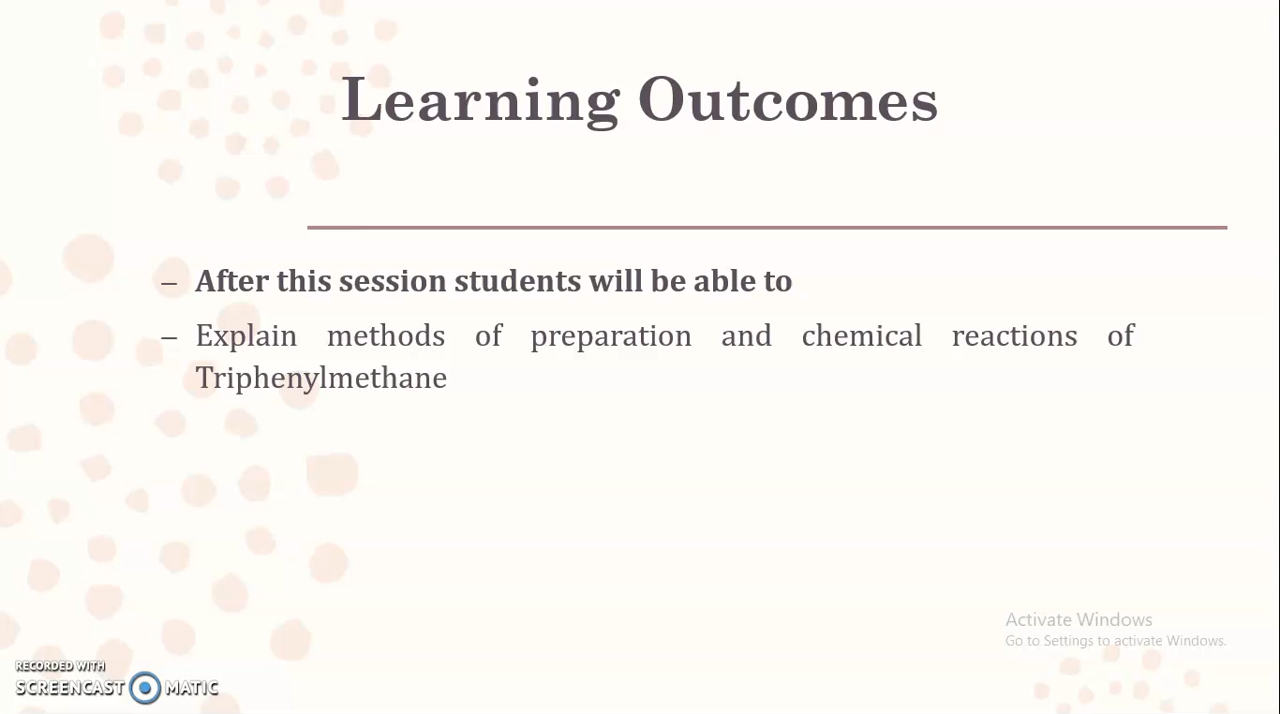 Learning Outcomes
– After this session students will be able to
– Explain methods of preparation and chemical reactions of
Triphenylmethane
Activate Windows
Go to Settings to activate Windows.
RECORDED WITH
SCREENCAST MATIC